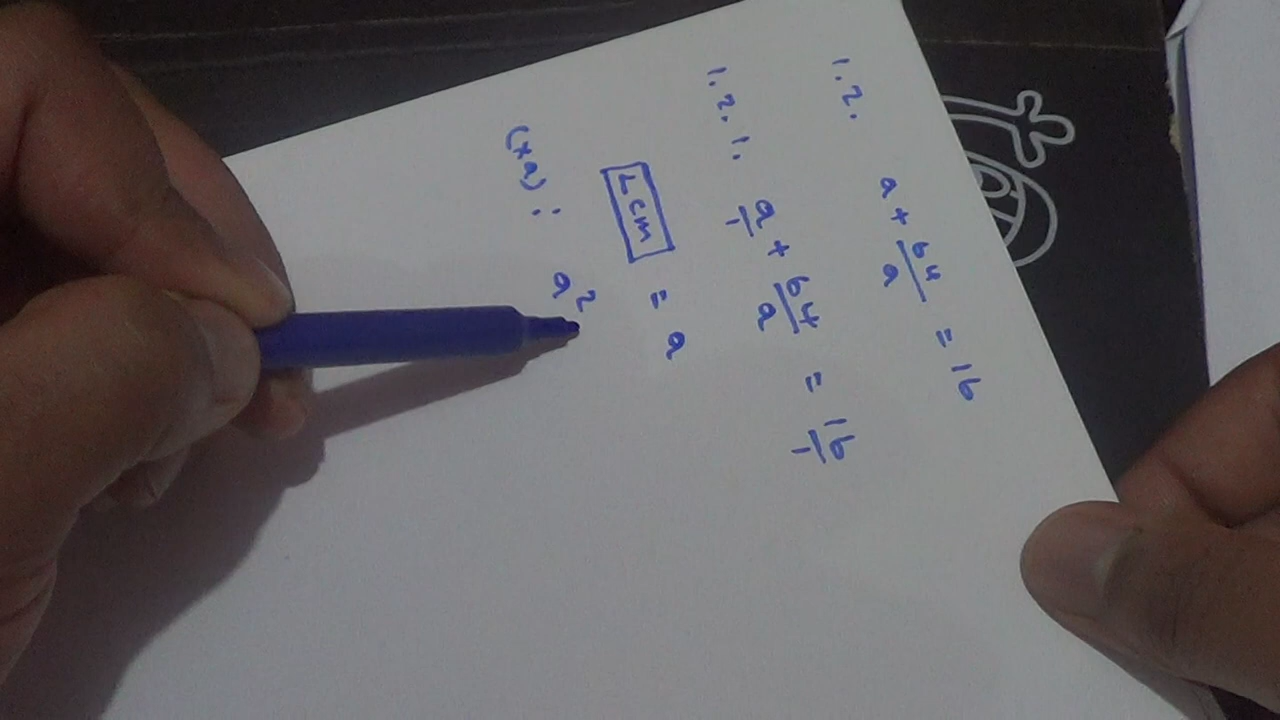 1.2. a + 64/a = 16
1.2.1. a/1 + 64/a = 16/1
Lcm = a
(×a): a²